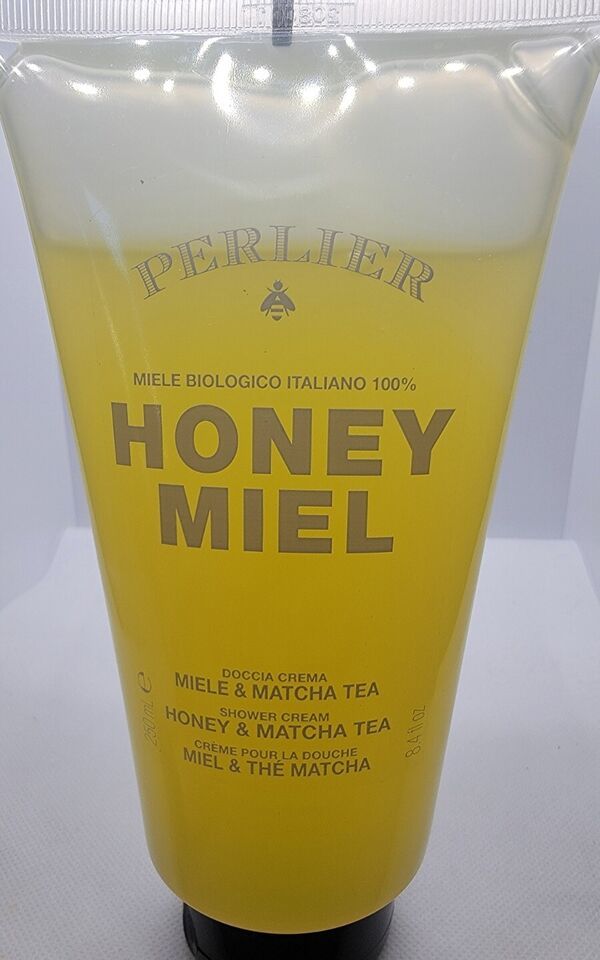 PERLIER
MIELE BIOLOGICO ITALIANO 100%
HONEY
MIEL
DOCCIA CREMA
MIELE & MATCHA TEA
SHOWER CREAM
HONEY & MATCHA TEA
CRÈME POUR LA DOUCHE
MIEL & THÉ MATCHA
250 mL e
8.4 fl oz